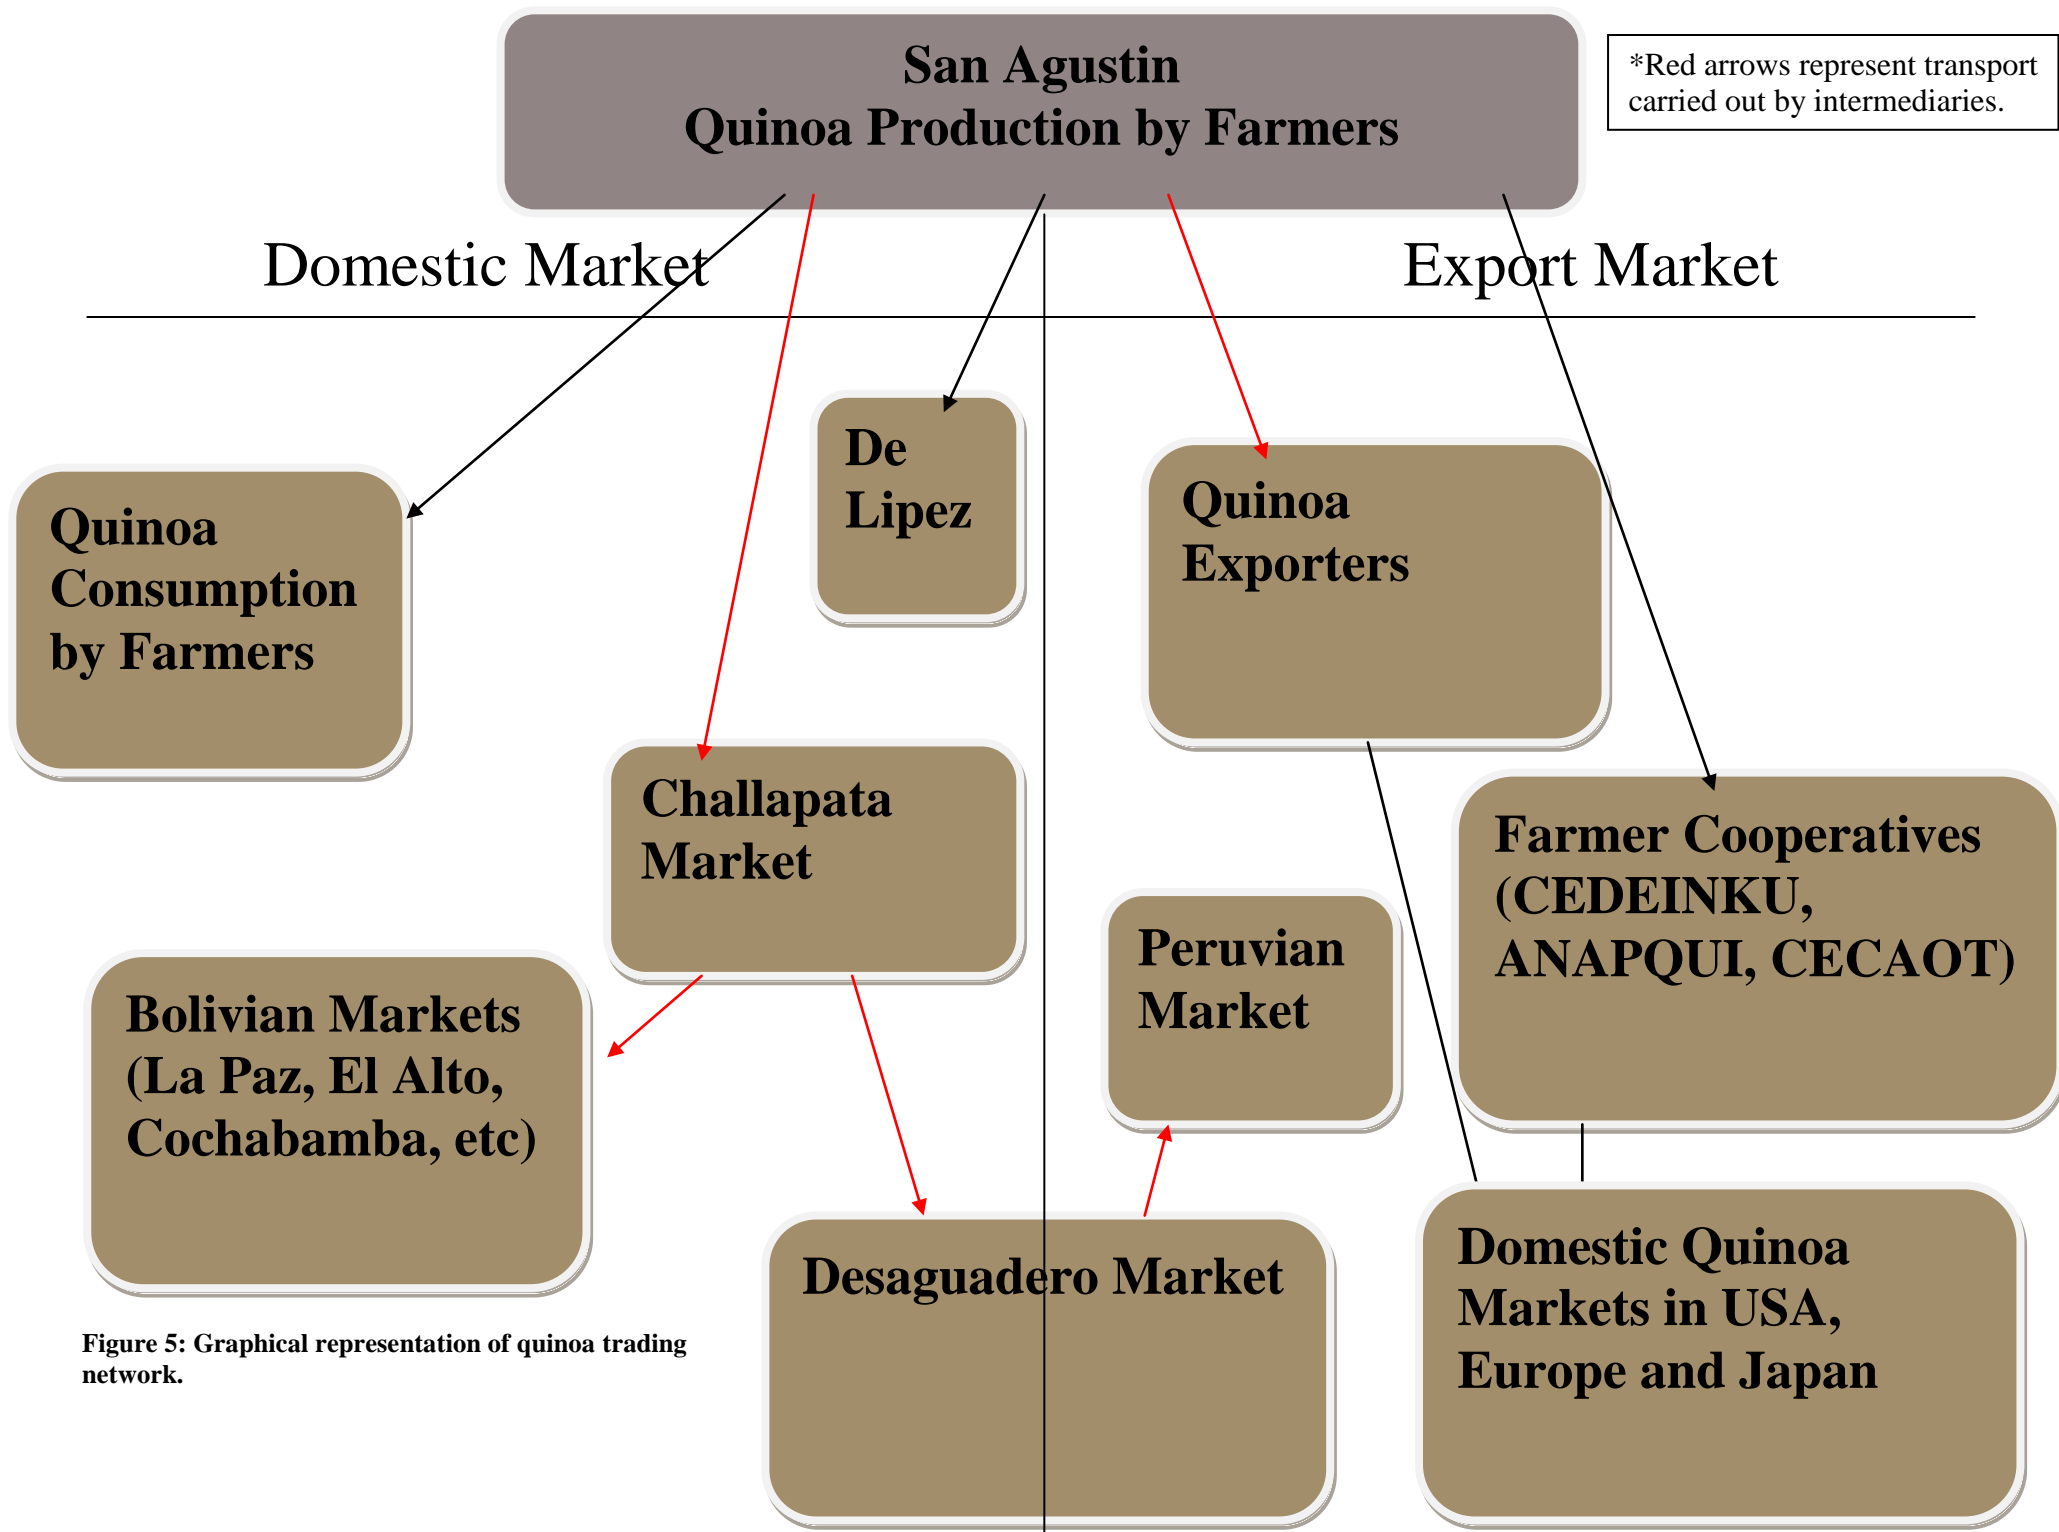 San Agustin
Quinoa Production by Farmers
*Red arrows represent transport
carried out by intermediaries.
Domestic Market
Export Market
De
Lipez
Quinoa
Exporters
Quinoa
Consumption
by Farmers
Challapata
Market
Farmer Cooperatives
(CEDEINKU,
ANAPQUI, CECAOT)
Peruvian
Market
Bolivian Markets
(La Paz, El Alto,
Cochabamba, etc)
Desaguadero Market
Domestic Quinoa
Markets in USA,
Europe and Japan
Figure 5: Graphical representation of quinoa trading
network.